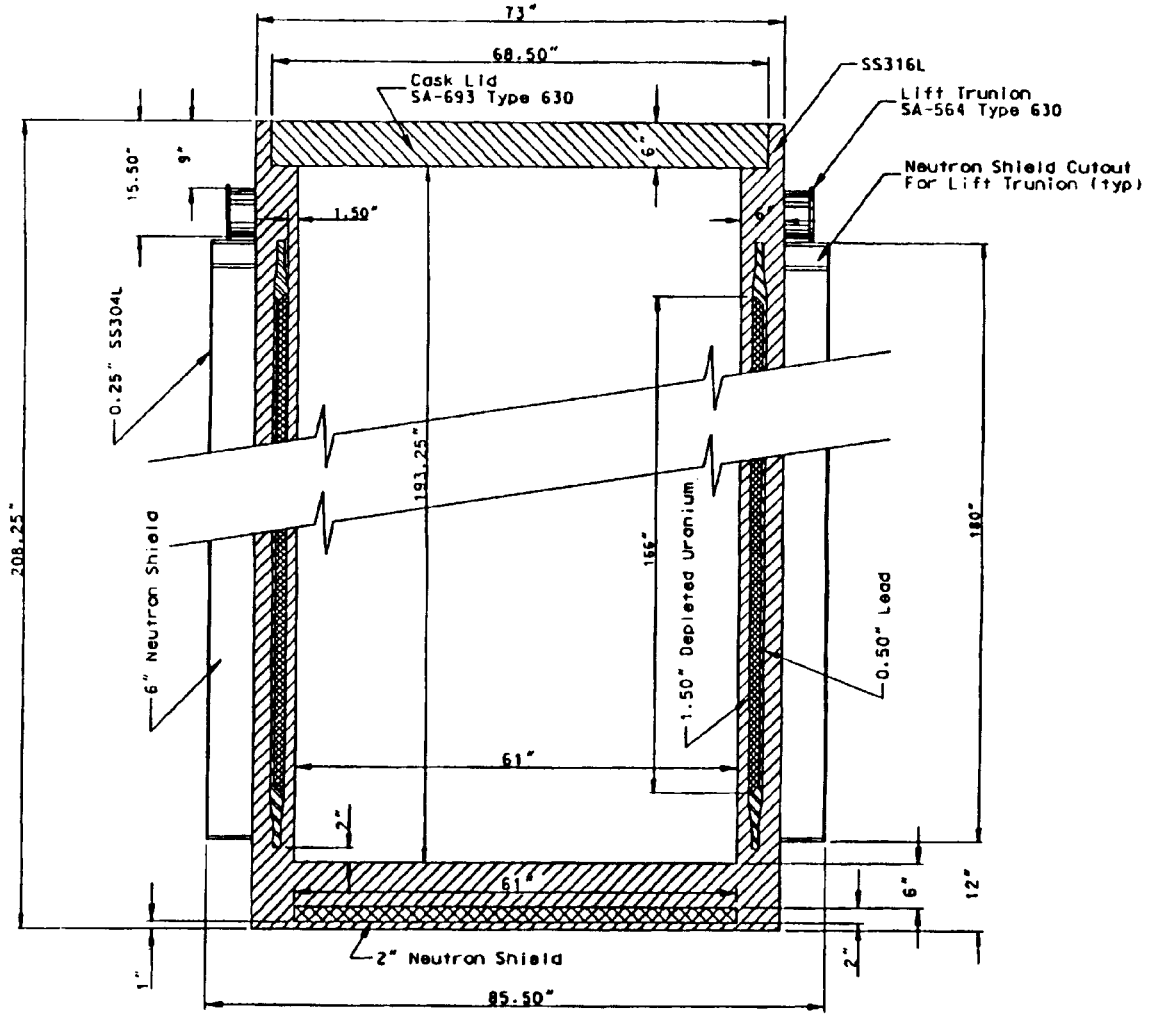 73"
68.50"
SS316L
Cask Lid
SA-693 Type 630
Lift Trunion
SA-564 Type 630
6"
9"
15.50"
Neutron Shield Cutout
For Lift Trunion (typ)
1.50"
6"
0.25" SS304L
193.25"
208.25"
166"
180"
6" Neutron Shield
1.50" Depleted Uranium
0.50" Lead
61"
2"
61"
6"
12"
2" Neutron Shield
2"
1"
85.50"